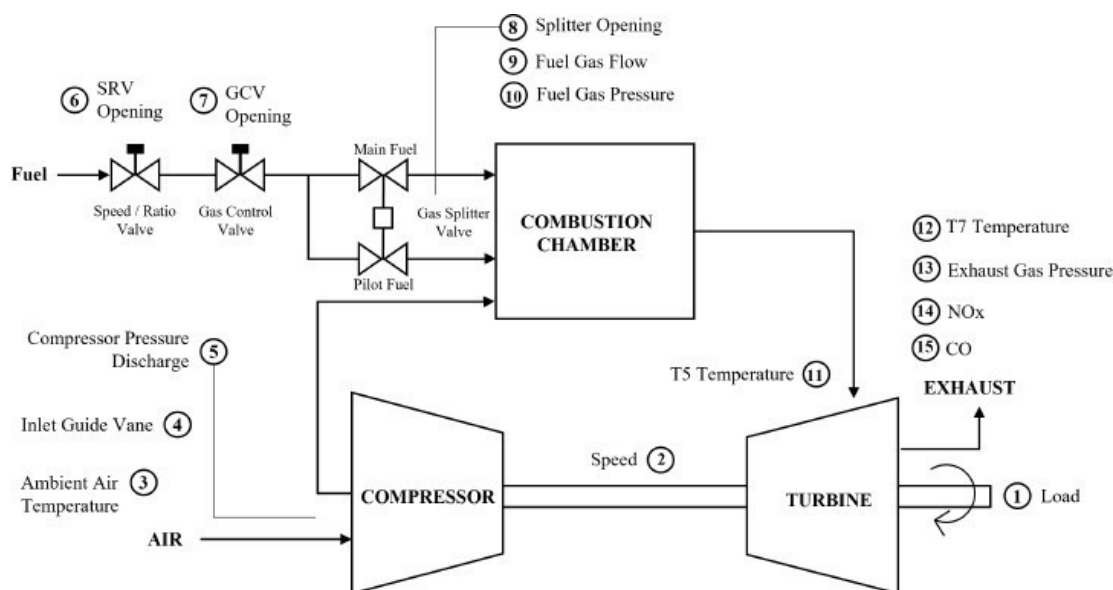 8 Splitter Opening
9 Fuel Gas Flow
10 Fuel Gas Pressure
6 SRV
Opening
7 GCV
Opening
Main Fuel
Fuel
Speed / Ratio
Valve
Gas Control
Valve
Gas Splitter
Valve
Pilot Fuel
COMBUSTION
CHAMBER
12 T7 Temperature
13 Exhaust Gas Pressure
14 NOx
15 CO
EXHAUST
Compressor Pressure
Discharge 5
T5 Temperature 11
Inlet Guide Vane 4
Ambient Air
Temperature 3
AIR
COMPRESSOR
Speed 2
TURBINE
1 Load